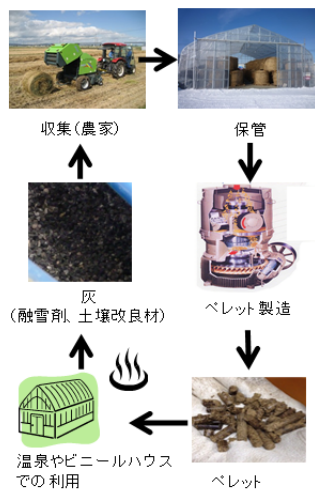 収集(農家)
保管
灰
(融雪剤、土壌改良材)
ペレット製造
温泉やビニールハウス
での利用
ペレット